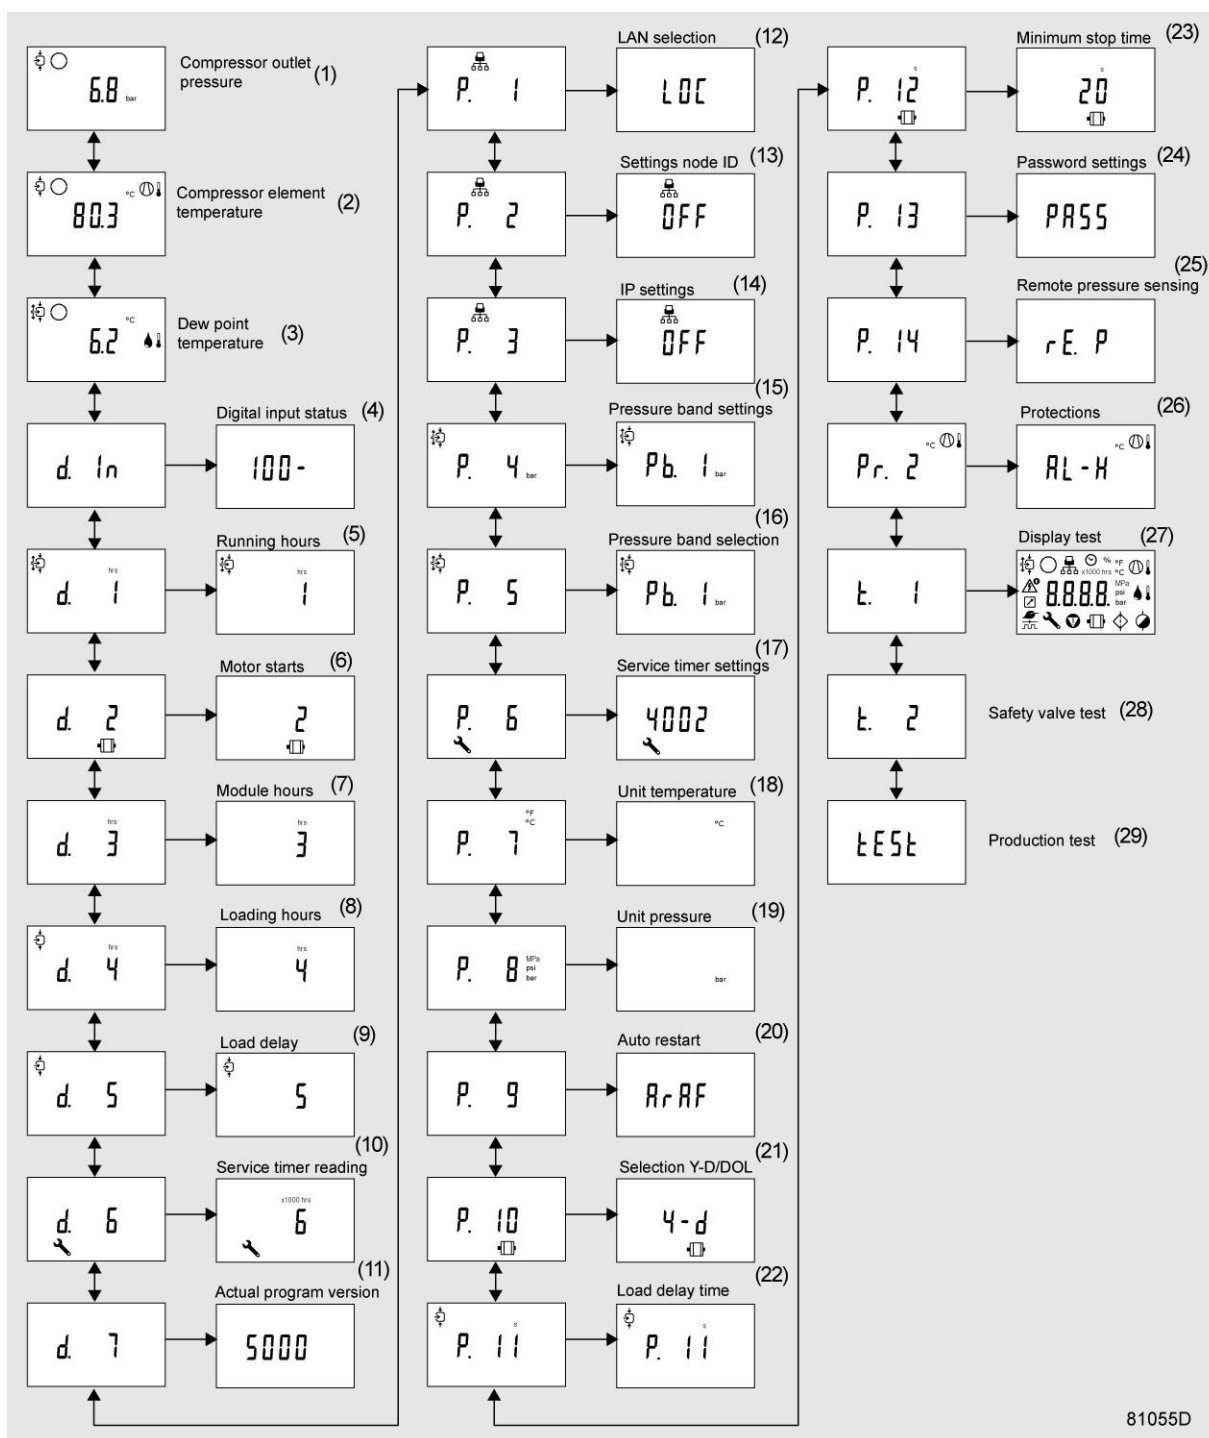 Compressor outlet
pressure
(1)
6.8 bar
°C
80.3
Compressor element
temperature
(2)
°C
6.2
Dew point
temperature
(3)
Digital input status (4)
d. In
100-
Running hours (5)
hrs
d. 1
hrs
1
Motor starts (6)
d. 2
2
Module hours (7)
hrs
d. 3
hrs
3
Loading hours (8)
hrs
d. 4
hrs
4
Load delay (9)
d. 5
5
(10)
Service timer reading
d. 6
x1000 hrs
6
(11)
Actual program version
d. 7
5000
LAN selection (12)
P. 1
LOC
Settings node ID (13)
P. 2
OFF
IP settings (14)
P. 3
OFF
(15)
Pressure band settings
P. 4 bar
Pb. 1 bar
(16)
Pressure band selection
P. 5
Pb. 1 bar
(17)
Service timer settings
P. 6
4002
Unit temperature (18)
°F
°C
P. 7
°C
Unit pressure (19)
P. 8
MPa
psi
bar
bar
Auto restart (20)
P. 9
ArAF
(21)
Selection Y-D/DOL
P. 10
Y-d
(22)
Load delay time
s
P. 11
s
P. 11
Minimum stop time (23)
s
P. 12
s
20
Password settings (24)
P. 13
PASS
(25)
Remote pressure sensing
P. 14
rE. P
Protections (26)
°C
Pr. 2
°C
AL-H
Display test (27)
t. 1
% °F
x1000 hrs °C
8.8.8.8.
MPa
psi
bar
t. 2
Safety valve test (28)
tESt
Production test (29)
81055D